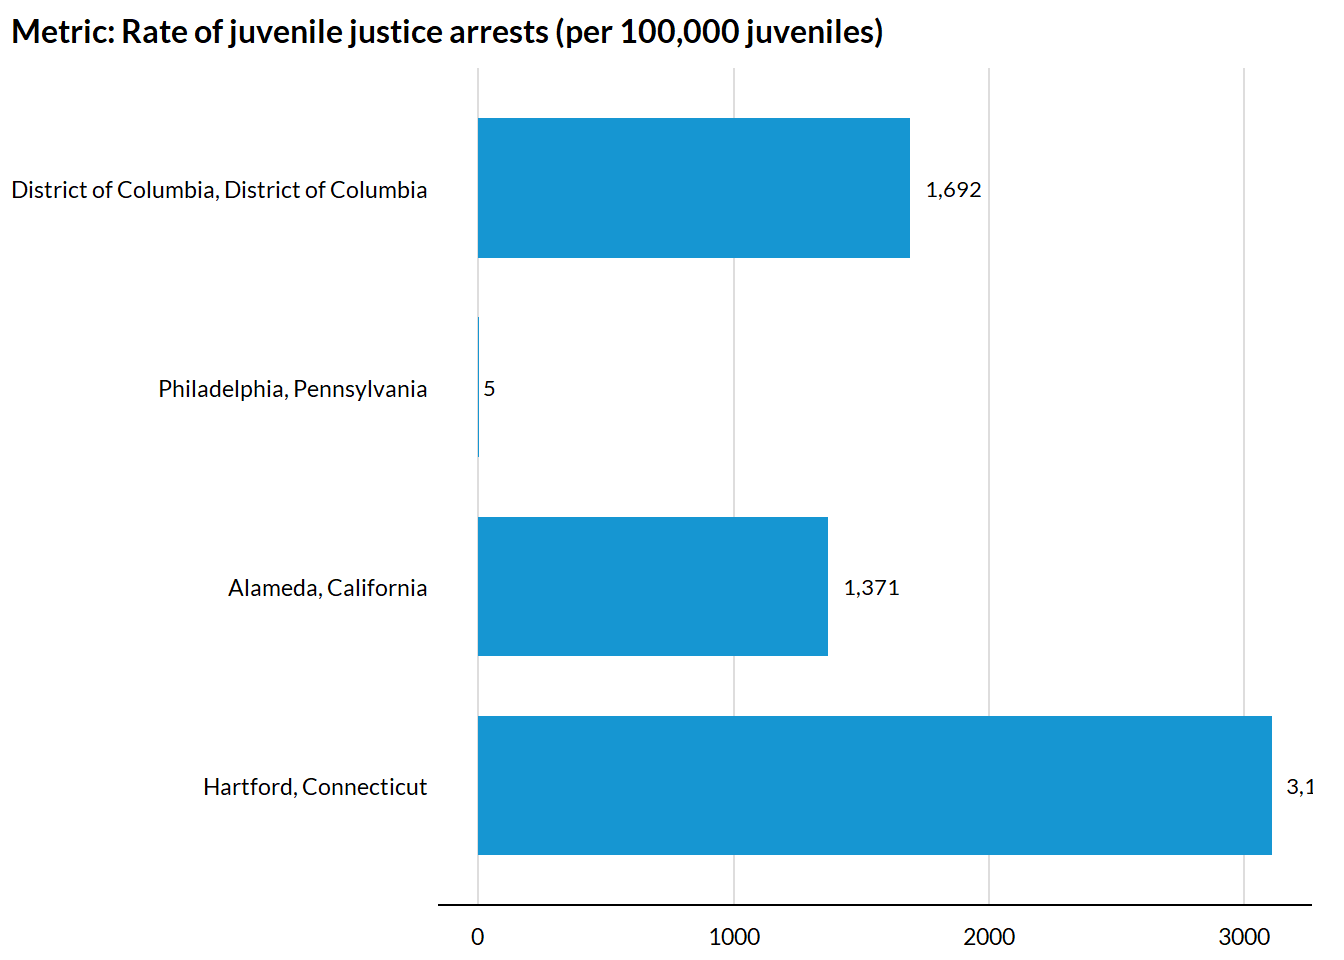 Metric: Rate of juvenile justice arrests (per 100,000 juveniles)
District of Columbia, District of Columbia 1,692
Philadelphia, Pennsylvania 5
Alameda, California 1,371
Hartford, Connecticut 3,1
0 1000 2000 3000